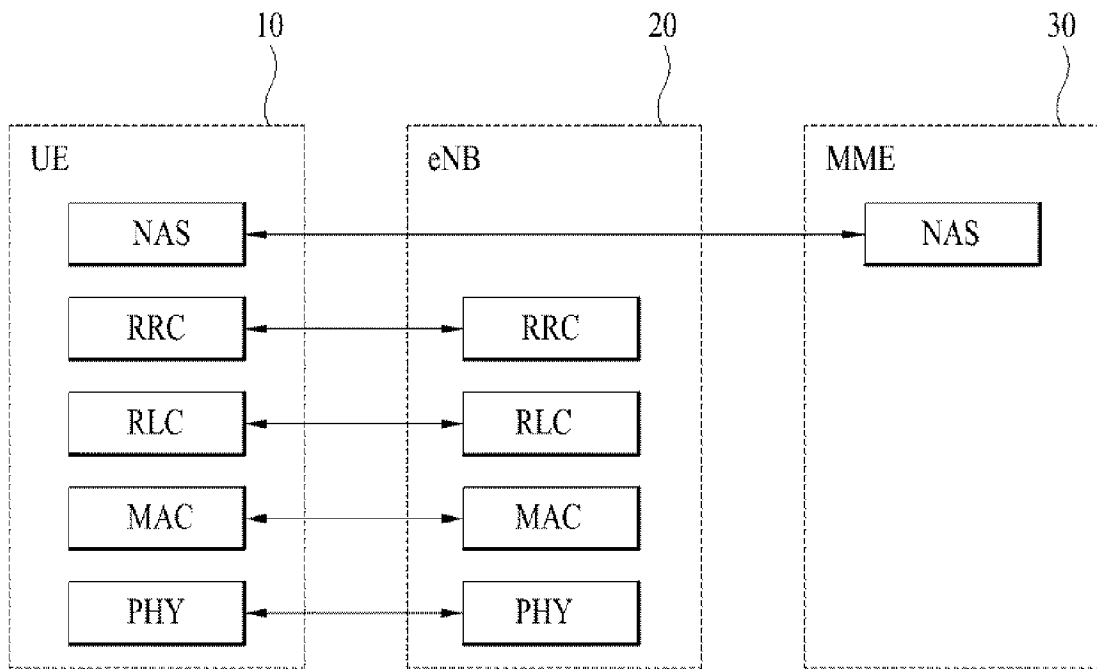 10 20 30
UE eNB MME
NAS NAS
RRC RRC
RLC RLC
MAC MAC
PHY PHY